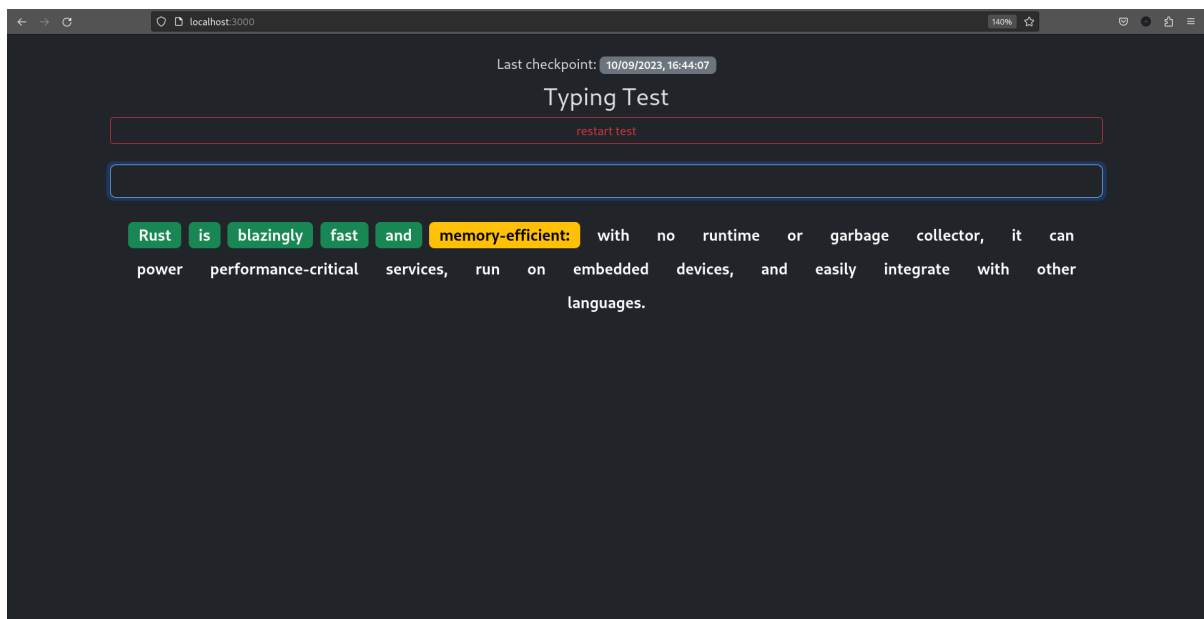 localhost:3000
140%
Last checkpoint: 10/09/2023, 16:44:07
Typing Test
restart test
Rust is blazingly fast and memory-efficient: with no runtime or garbage collector, it can
power performance-critical services, run on embedded devices, and easily integrate with other
languages.